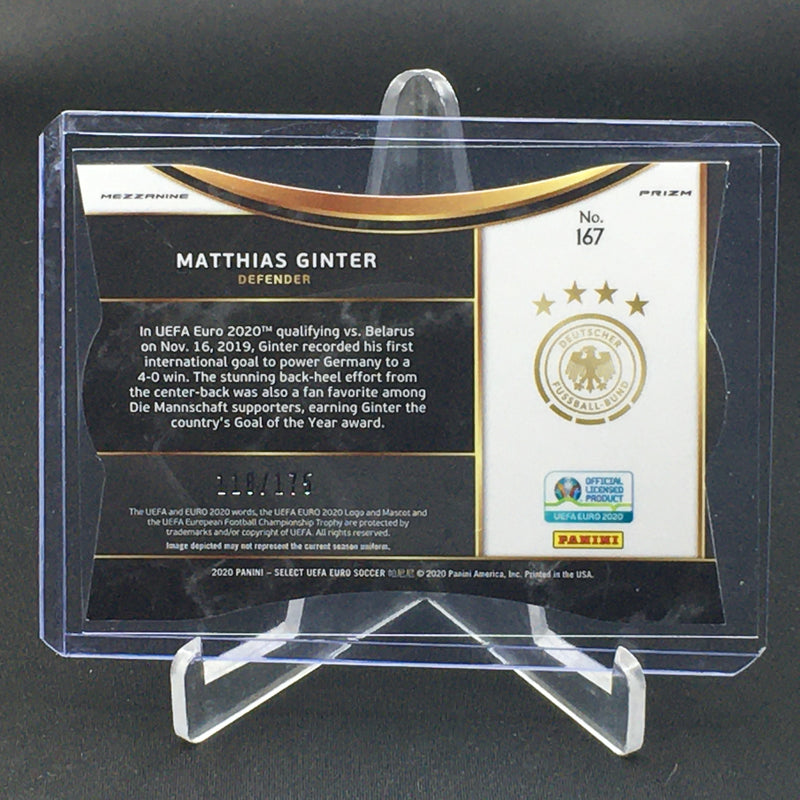 MEZZANINE
PRIZM
No.
167
MATTHIAS GINTER
DEFENDER
In UEFA Euro 2020™ qualifying vs. Belarus
on Nov. 16, 2019, Ginter recorded his first
international goal to power Germany to a
4-0 win. The stunning back-heel effort from
the center-back was also a fan favorite among
Die Mannschaft supporters, earning Ginter the
country's Goal of the Year award.
118/175
The UEFA and EURO 2020 words, the UEFA EURO 2020 Logo and Mascot and
the UEFA European Football Championship Trophy are protected by
trademarks and/or copyright of UEFA. All rights reserved.
Image depicted may not represent the current season uniform.
DEUTSCHER
FUSSBALL-BUND
OFFICIAL
LICENSED
PRODUCT
UEFA EURO 2020
PANINI
2020 PANINI – SELECT UEFA EURO SOCCER 帕尼尼 © 2020 Panini America, Inc. Printed in the USA.